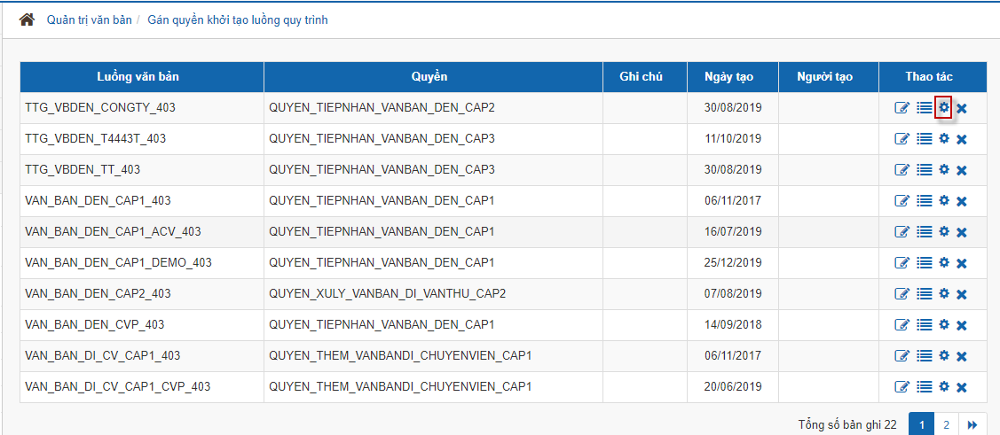 Quản trị văn bản / Gán quyền khởi tạo luồng quy trình
Luồng văn bản Quyền Ghi chú Ngày tạo Người tạo Thao tác
TTG_VBDEN_CONGTY_403 QUYEN_TIEPNHAN_VANBAN_DEN_CAP2 30/08/2019
TTG_VBDEN_T4443T_403 QUYEN_TIEPNHAN_VANBAN_DEN_CAP3 11/10/2019
TTG_VBDEN_TT_403 QUYEN_TIEPNHAN_VANBAN_DEN_CAP3 30/08/2019
VAN_BAN_DEN_CAP1_403 QUYEN_TIEPNHAN_VANBAN_DEN_CAP1 06/11/2017
VAN_BAN_DEN_CAP1_ACV_403 QUYEN_TIEPNHAN_VANBAN_DEN_CAP1 16/07/2019
VAN_BAN_DEN_CAP1_DEMO_403 QUYEN_TIEPNHAN_VANBAN_DEN_CAP1 25/12/2019
VAN_BAN_DEN_CAP2_403 QUYEN_XULY_VANBAN_DI_VANTHU_CAP2 07/08/2019
VAN_BAN_DEN_CVP_403 QUYEN_TIEPNHAN_VANBAN_DEN_CAP1 14/09/2018
VAN_BAN_DI_CV_CAP1_403 QUYEN_THEM_VANBANDI_CHUYENVIEN_CAP1 06/11/2017
VAN_BAN_DI_CV_CAP1_CVP_403 QUYEN_THEM_VANBANDI_CHUYENVIEN_CAP1 20/06/2019
Tổng số bản ghi 22 1 2